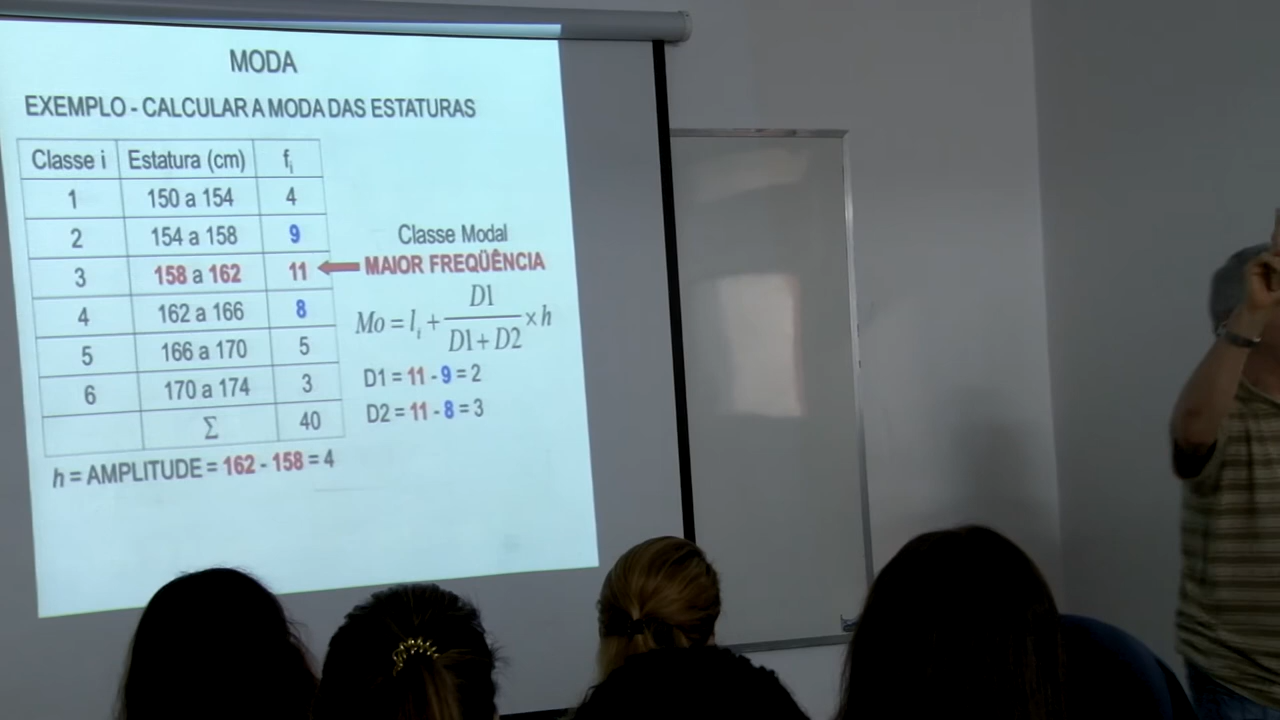 MODA
EXEMPLO - CALCULAR A MODA DAS ESTATURAS
Classe i Estatura (cm) fi
1 150 a 154 4
2 154 a 158 9
3 158 a 162 11
4 162 a 166 8
5 166 a 170 5
6 170 a 174 3
Σ 40
h = AMPLITUDE = 162 - 158 = 4
Classe Modal
MAIOR FREQÜÊNCIA
Mo = li + D1 / D1 + D2 × h
D1 = 11 - 9 = 2
D2 = 11 - 8 = 3